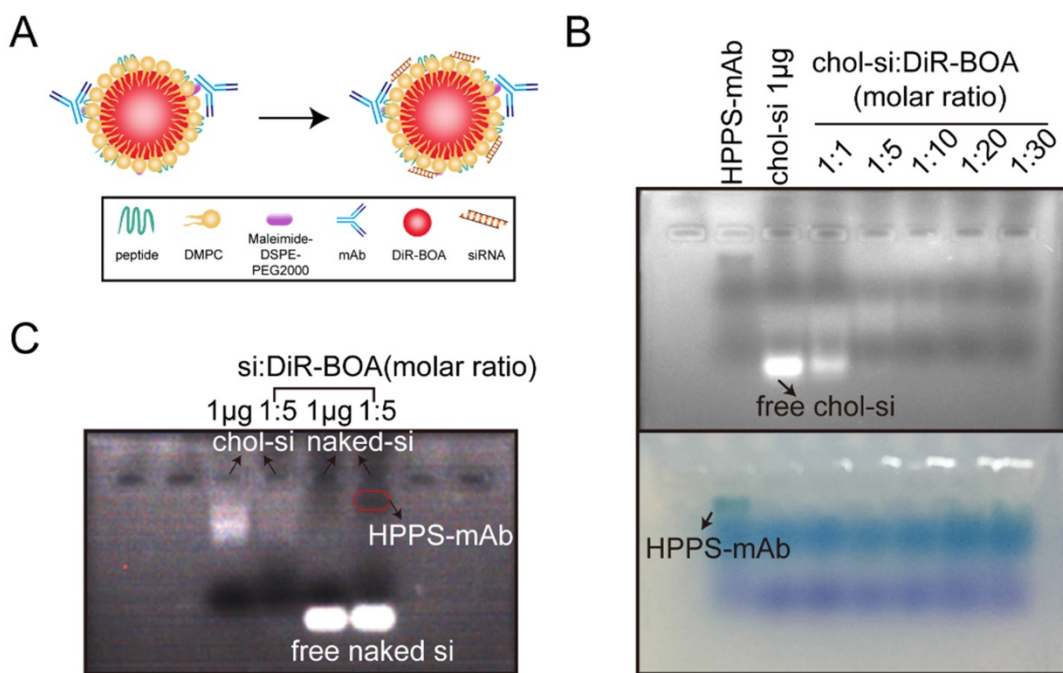 A
peptide
DMPC
Maleimide-
DSPE-
PEG2000
mAb
DiR-BOA
siRNA
B
HPPS-mAb
chol-si 1μg
chol-si:DiR-BOA
(molar ratio)
1:1
1:5
1:10
1:20
1:30
free chol-si
HPPS-mAb
C
si:DiR-BOA(molar ratio)
1μg 1:5 1μg 1:5
chol-si naked-si
HPPS-mAb
free naked si